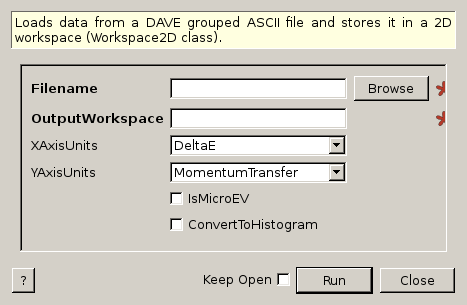 Loads data from a DAVE grouped ASCII file and stores it in a 2D
workspace (Workspace2D class).
Filename Browse *
OutputWorkspace *
XAxisUnits DeltaE
YAxisUnits MomentumTransfer
IsMicroEV
ConvertToHistogram
? Keep Open Run Close